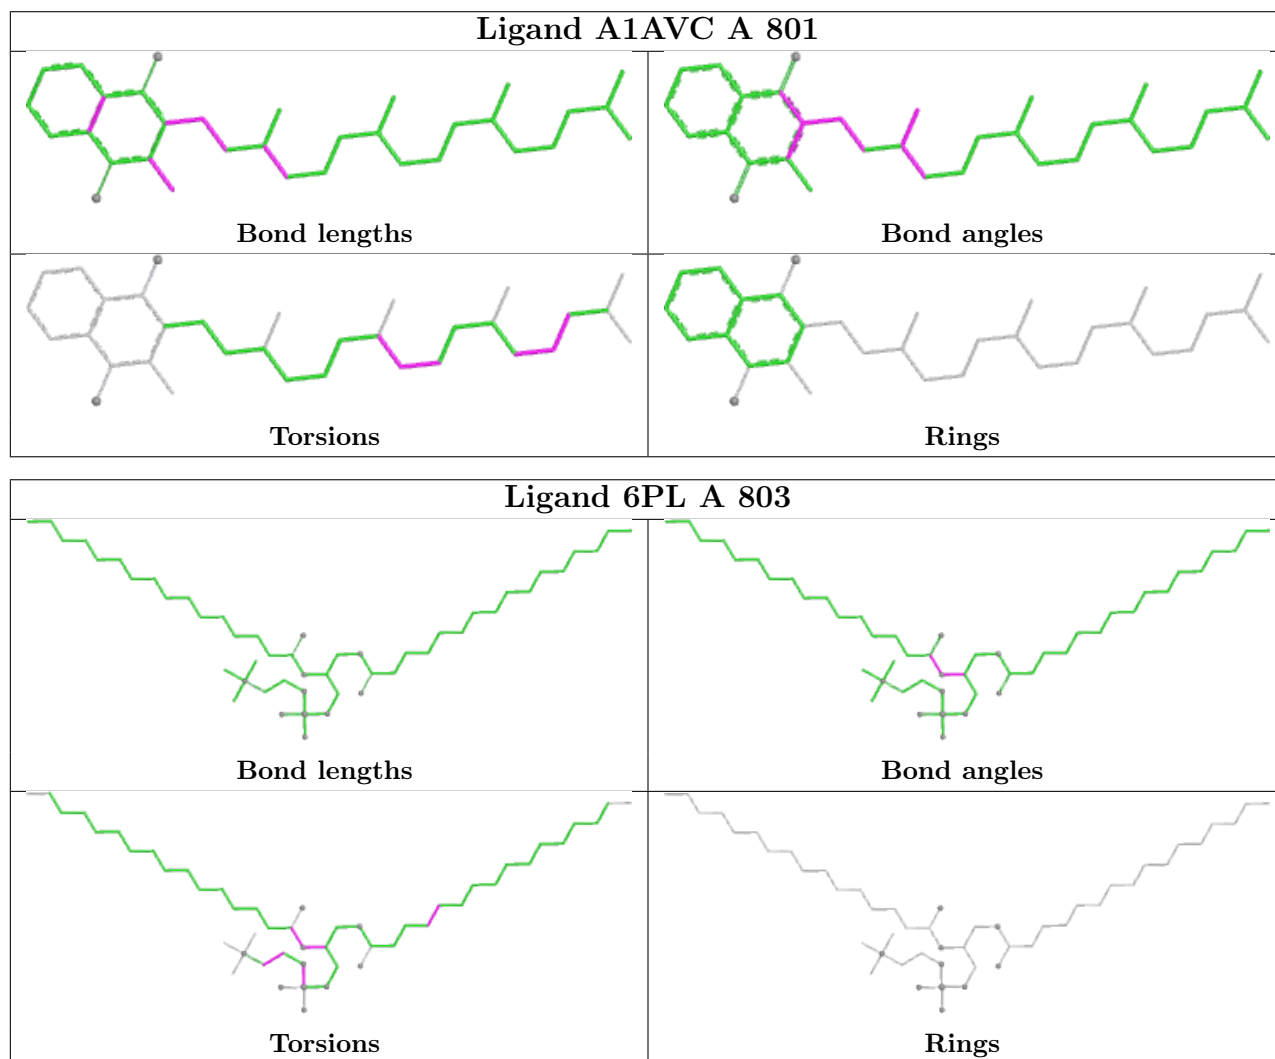 Ligand A1AVC A 801
Bond lengths
Bond angles
Torsions
Rings
Ligand 6PL A 803
Bond lengths
Bond angles
Torsions
Rings